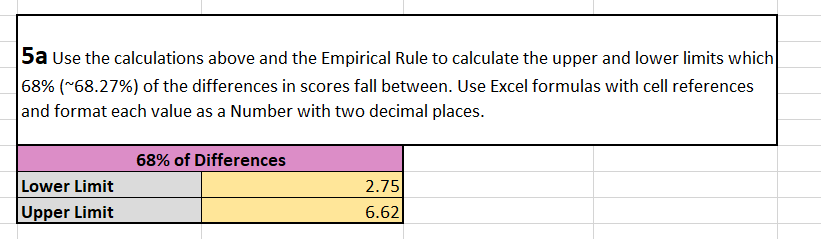 5a Use the calculations above and the Empirical Rule to calculate the upper and lower limits which
68% (~68.27%) of the differences in scores fall between. Use Excel formulas with cell references
and format each value as a Number with two decimal places.
68% of Differences
Lower Limit 2.75
Upper Limit 6.62